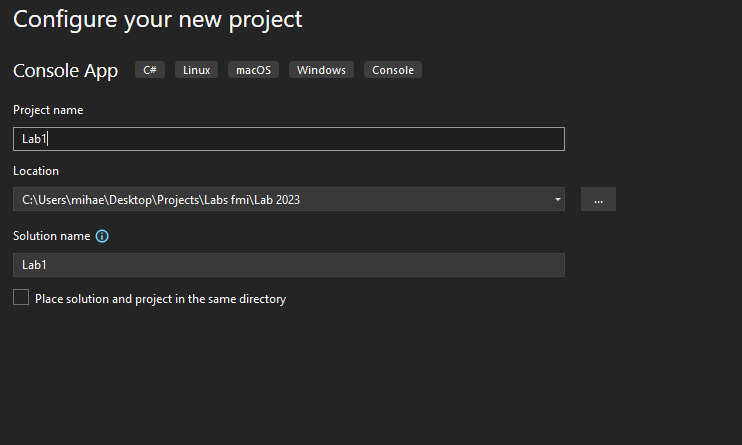 Configure your new project
Console App C# Linux macOS Windows Console
Project name
Lab1
Location
C:\Users\mihae\Desktop\Projects\Labs fmi\Lab 2023
...
Solution name
Lab1
Place solution and project in the same directory